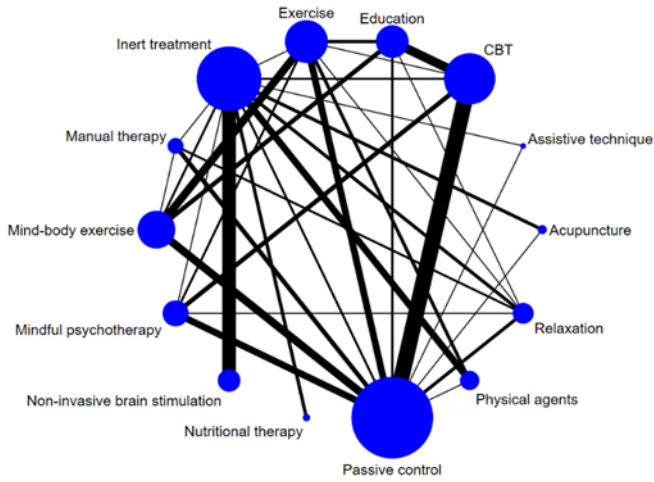 Exercise
Education
Inert treatment
CBT
Manual therapy
Assistive technique
Mind-body exercise
Acupuncture
Mindful psychotherapy
Relaxation
Non-invasive brain stimulation
Physical agents
Nutritional therapy
Passive control